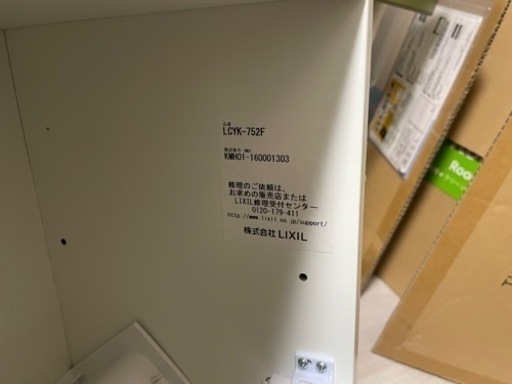 品番
LCYK-752F
製造番号 NWS
KMH01-160001303
修理のご依頼は、
お求めの販売店または
LIXIL修理受付センター
0120-179-411
http://www.lixil.co.jp/support/
株式会社 LIXIL
Roo